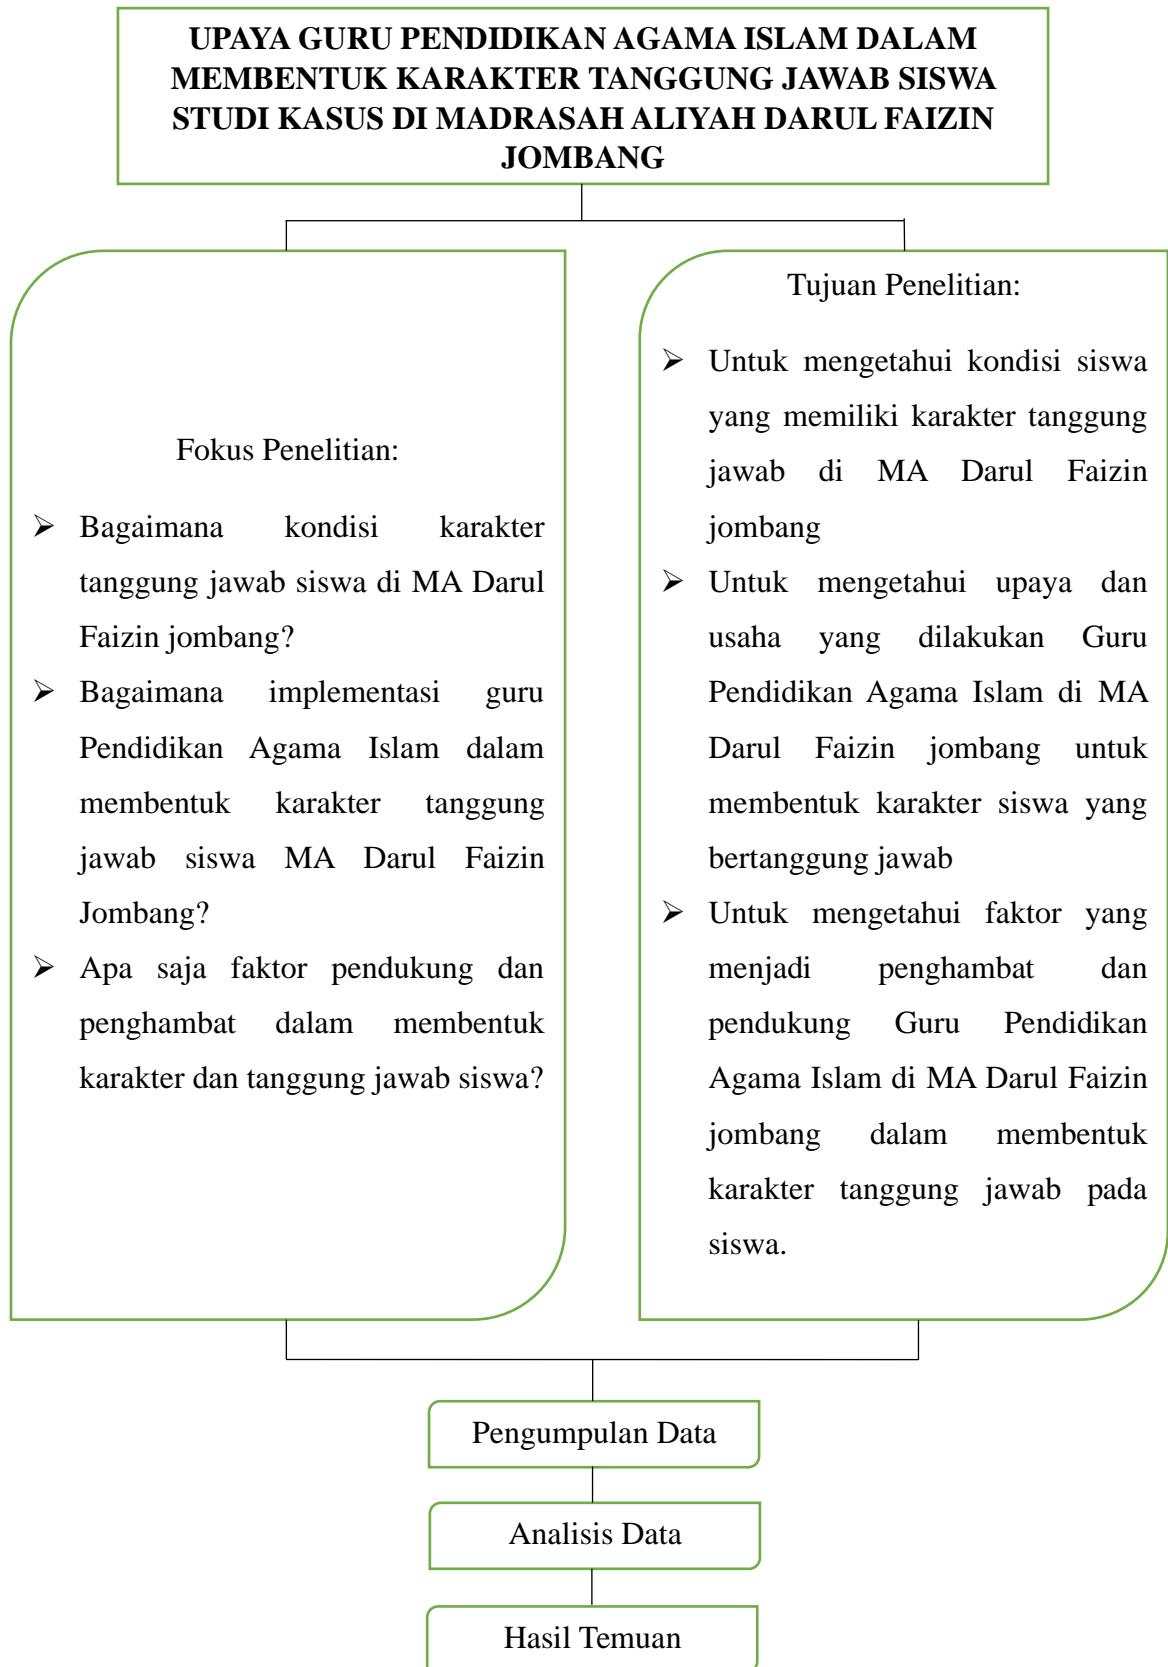 UPAYA GURU PENDIDIKAN AGAMA ISLAM DALAM
MEMBENTUK KARAKTER TANGGUNG JAWAB SISWA
STUDI KASUS DI MADRASAH ALIYAH DARUL FAIZIN
JOMBANG
Fokus Penelitian:
➢ Bagaimana kondisi karakter
tanggung jawab siswa di MA Darul
Faizin jombang?
➢ Bagaimana implementasi guru
Pendidikan Agama Islam dalam
membentuk karakter tanggung
jawab siswa MA Darul Faizin
Jombang?
➢ Apa saja faktor pendukung dan
penghambat dalam membentuk
karakter dan tanggung jawab siswa?
Tujuan Penelitian:
➢ Untuk mengetahui kondisi siswa
yang memiliki karakter tanggung
jawab di MA Darul Faizin
jombang
➢ Untuk mengetahui upaya dan
usaha yang dilakukan Guru
Pendidikan Agama Islam di MA
Darul Faizin jombang untuk
membentuk karakter siswa yang
bertanggung jawab
➢ Untuk mengetahui faktor yang
menjadi penghambat dan
pendukung Guru Pendidikan
Agama Islam di MA Darul Faizin
jombang dalam membentuk
karakter tanggung jawab pada
siswa.
Pengumpulan Data
Analisis Data
Hasil Temuan